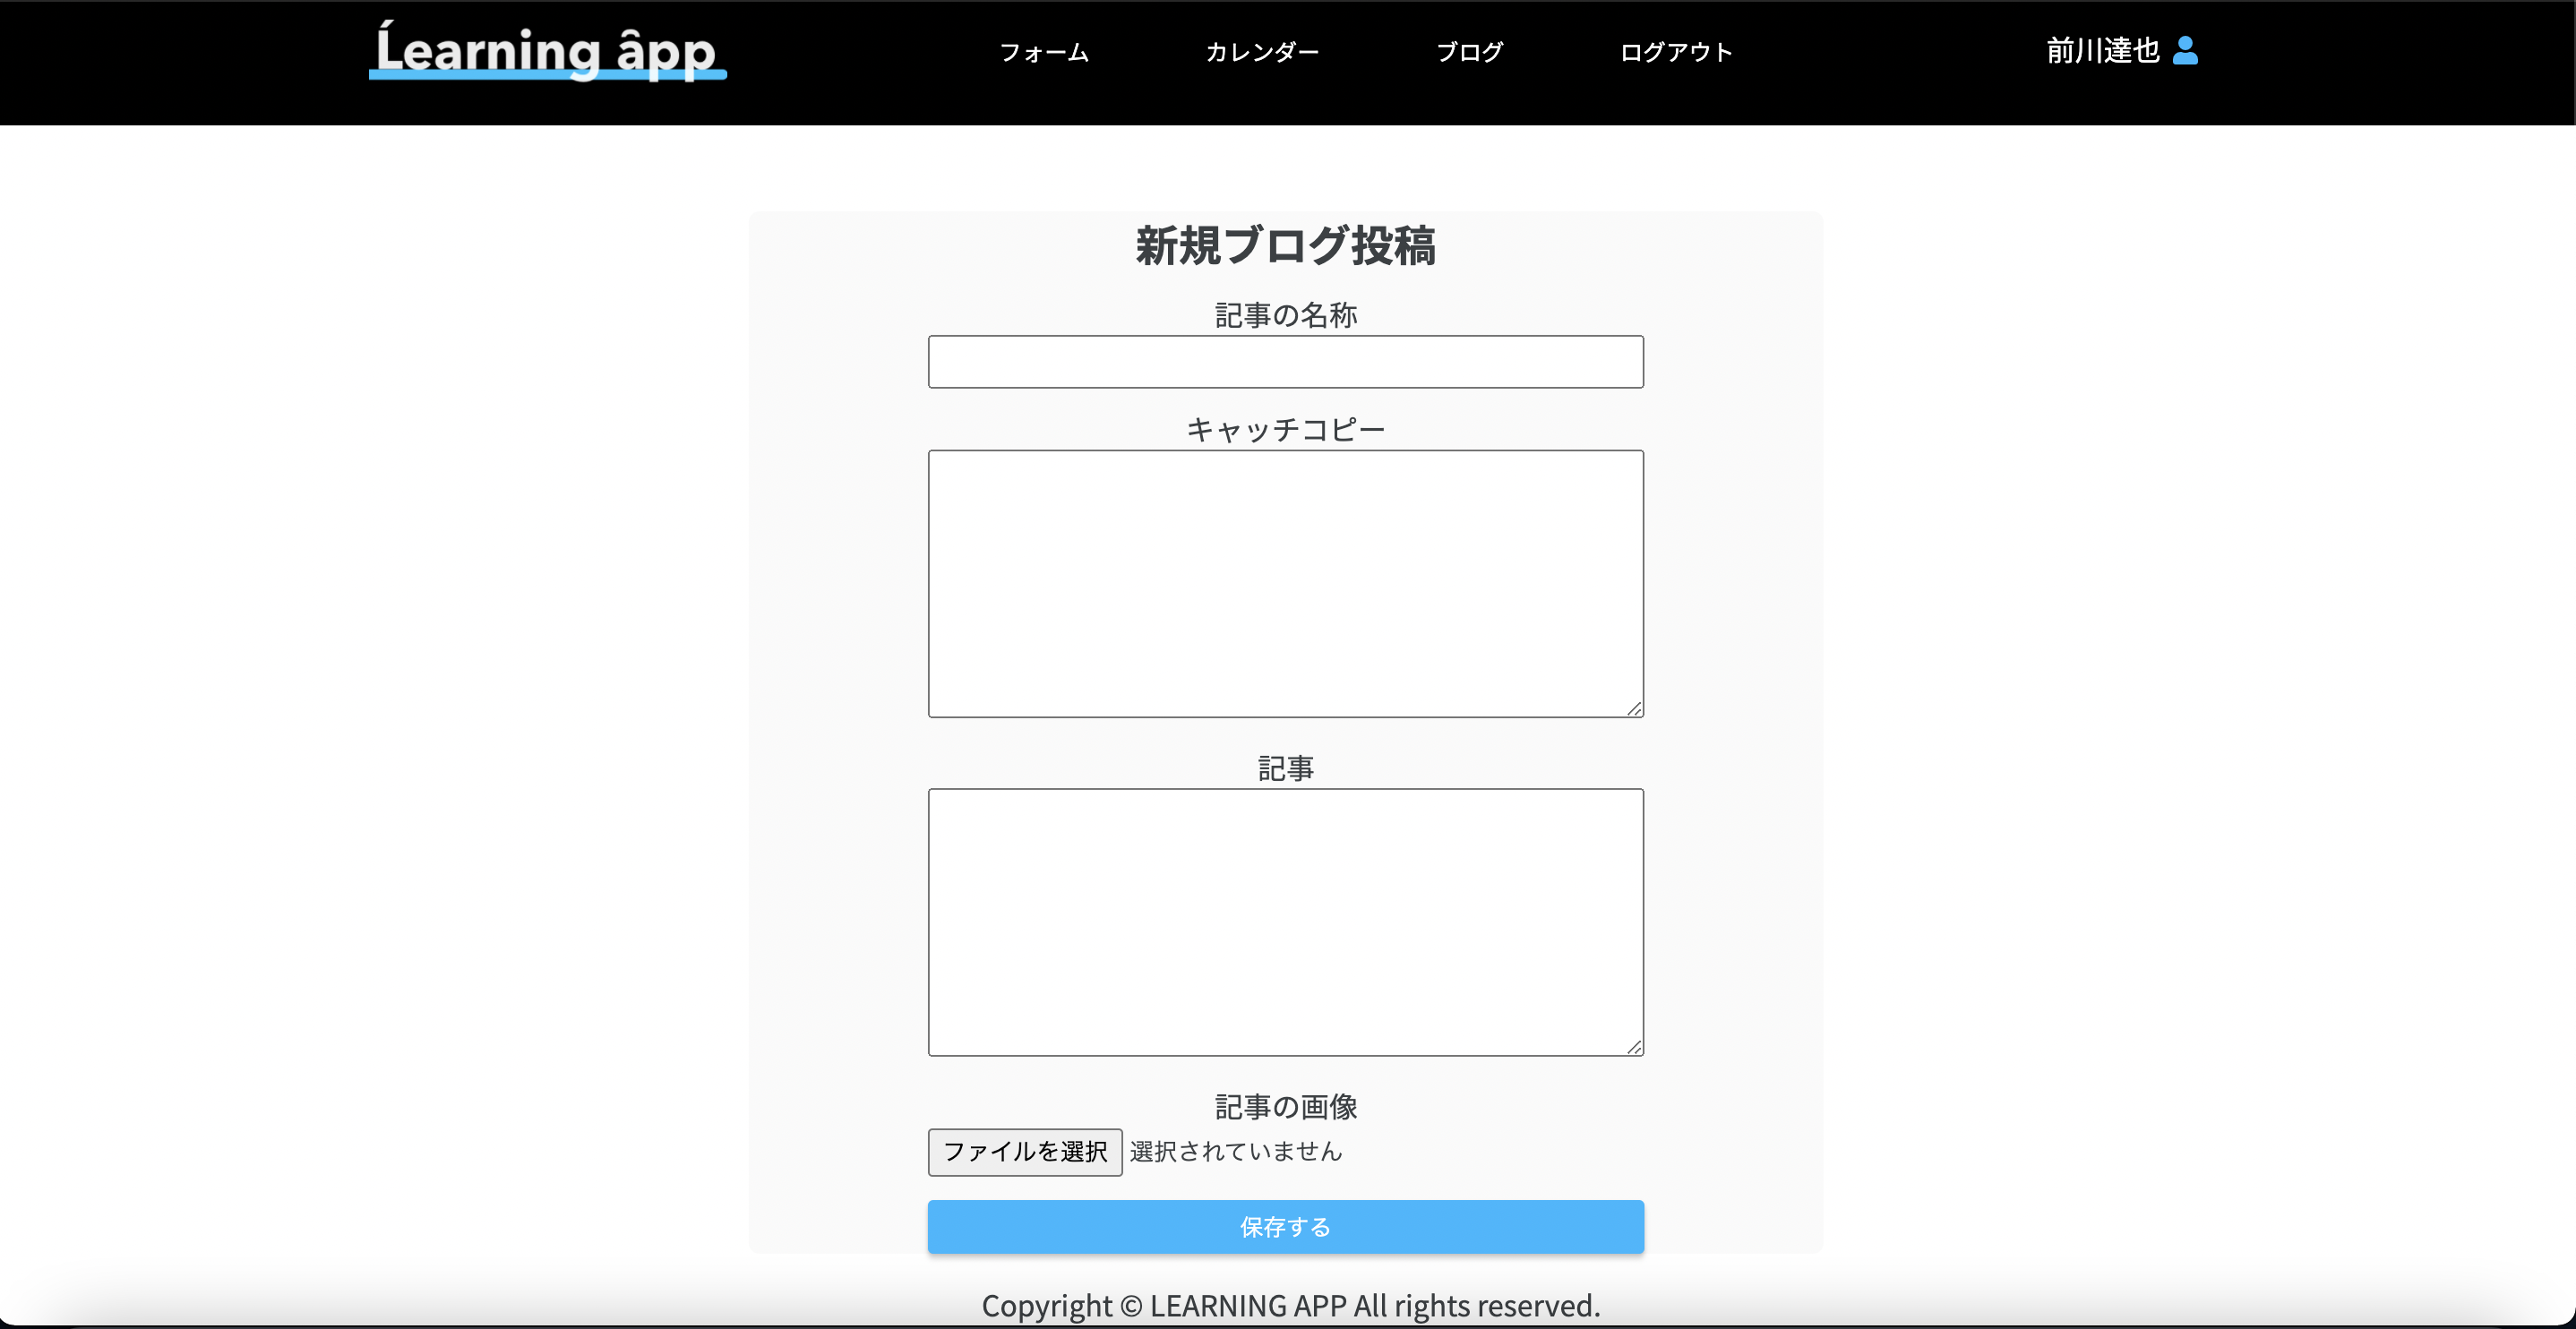 Ĺearning âpp
フォーム カレンダー ブログ ログアウト 前川達也
新規ブログ投稿
記事の名称
キャッチコピー
記事
記事の画像
ファイルを選択 選択されていません
保存する
Copyright © LEARNING APP All rights reserved.